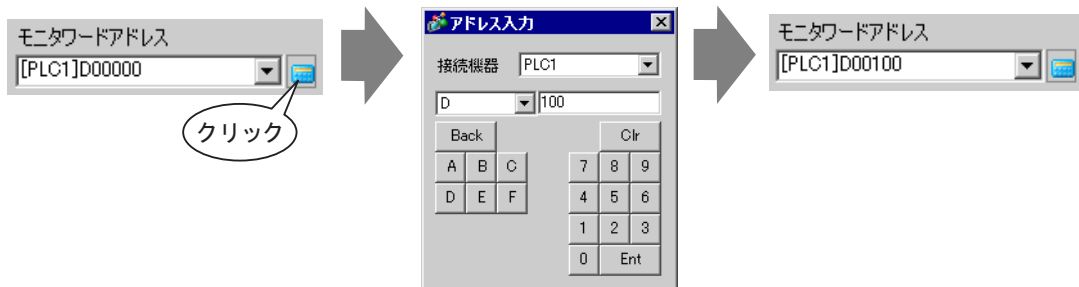 モニタワードアドレス
[PLC1]D00000
クリック
アドレス入力
接続機器 PLC1
D 100
Back Clr
A B C 7 8 9
D E F 4 5 6
1 2 3
0 Ent
モニタワードアドレス
[PLC1]D00100